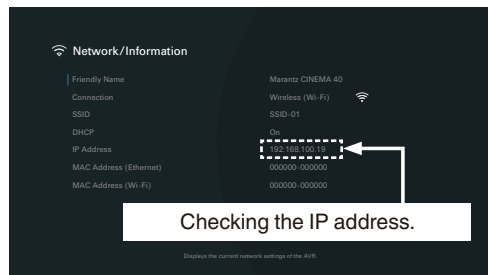 Network/Information
Friendly Name Marantz CINEMA 40
Connection Wireless (Wi-Fi)
SSID SSID-01
DHCP On
IP Address 192.168.100.19
MAC Address (Ethernet) 000000-000000
MAC Address (Wi-Fi) 000000-000000
Checking the IP address.
Displays the current network settings of the AVR